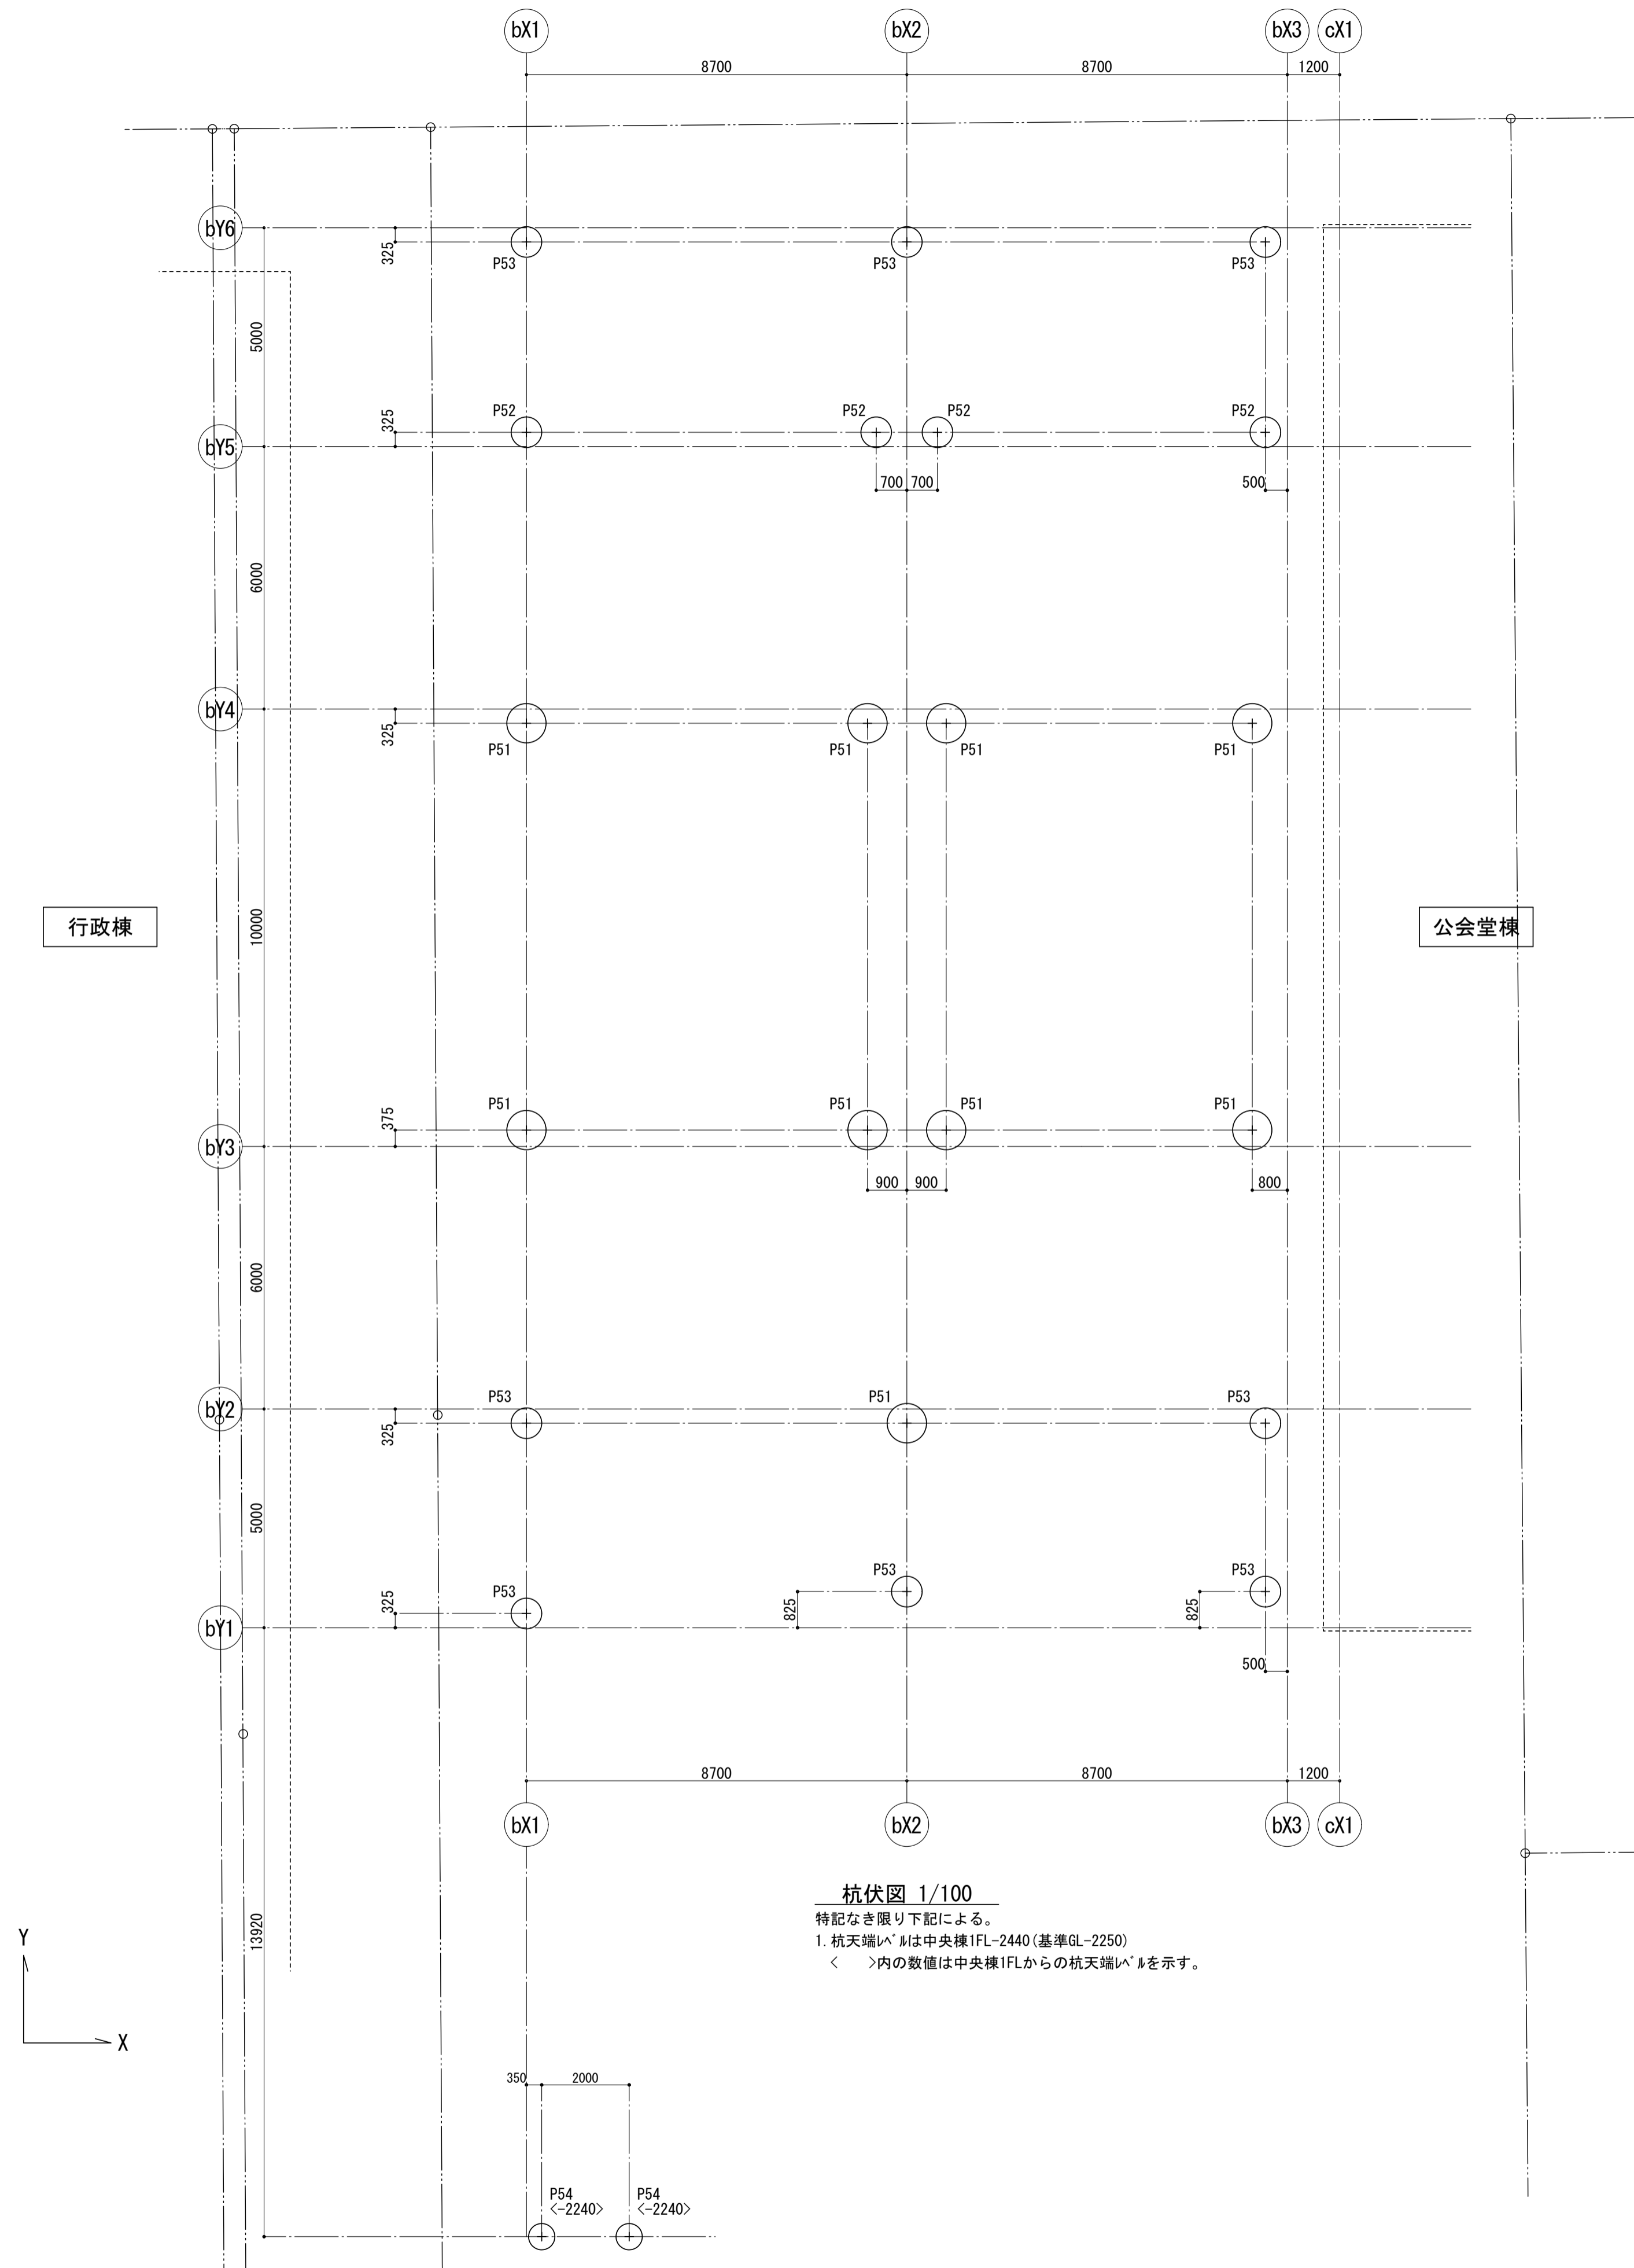 bX1 bX2 bX3 cX1
8700 8700 1200
bY6
325
P53 P53 P53
5000
P52 P52 P52 P52
325
bY5
700 700 500
6000
bY4
325
P51 P51 P51 P51
行政棟 公会堂棟
10000
P51 P51 P51 P51
375
bY3
900 900 800
6000
P53 P51 P53
bY2
325
5000
P53 P53 P53
325 825 825
bY1
500
8700 8700 1200
bX1 bX2 bX3 cX1
杭伏図 1/100
特記なき限り下記による。
1. 杭天端ﾚﾍﾞﾙは中央棟1FL-2440(基準GL-2250)
<　　>内の数値は中央棟1FLからの杭天端ﾚﾍﾞﾙを示す。
13920
Y
X
350 2000
P54 P54
<-2240> <-2240>